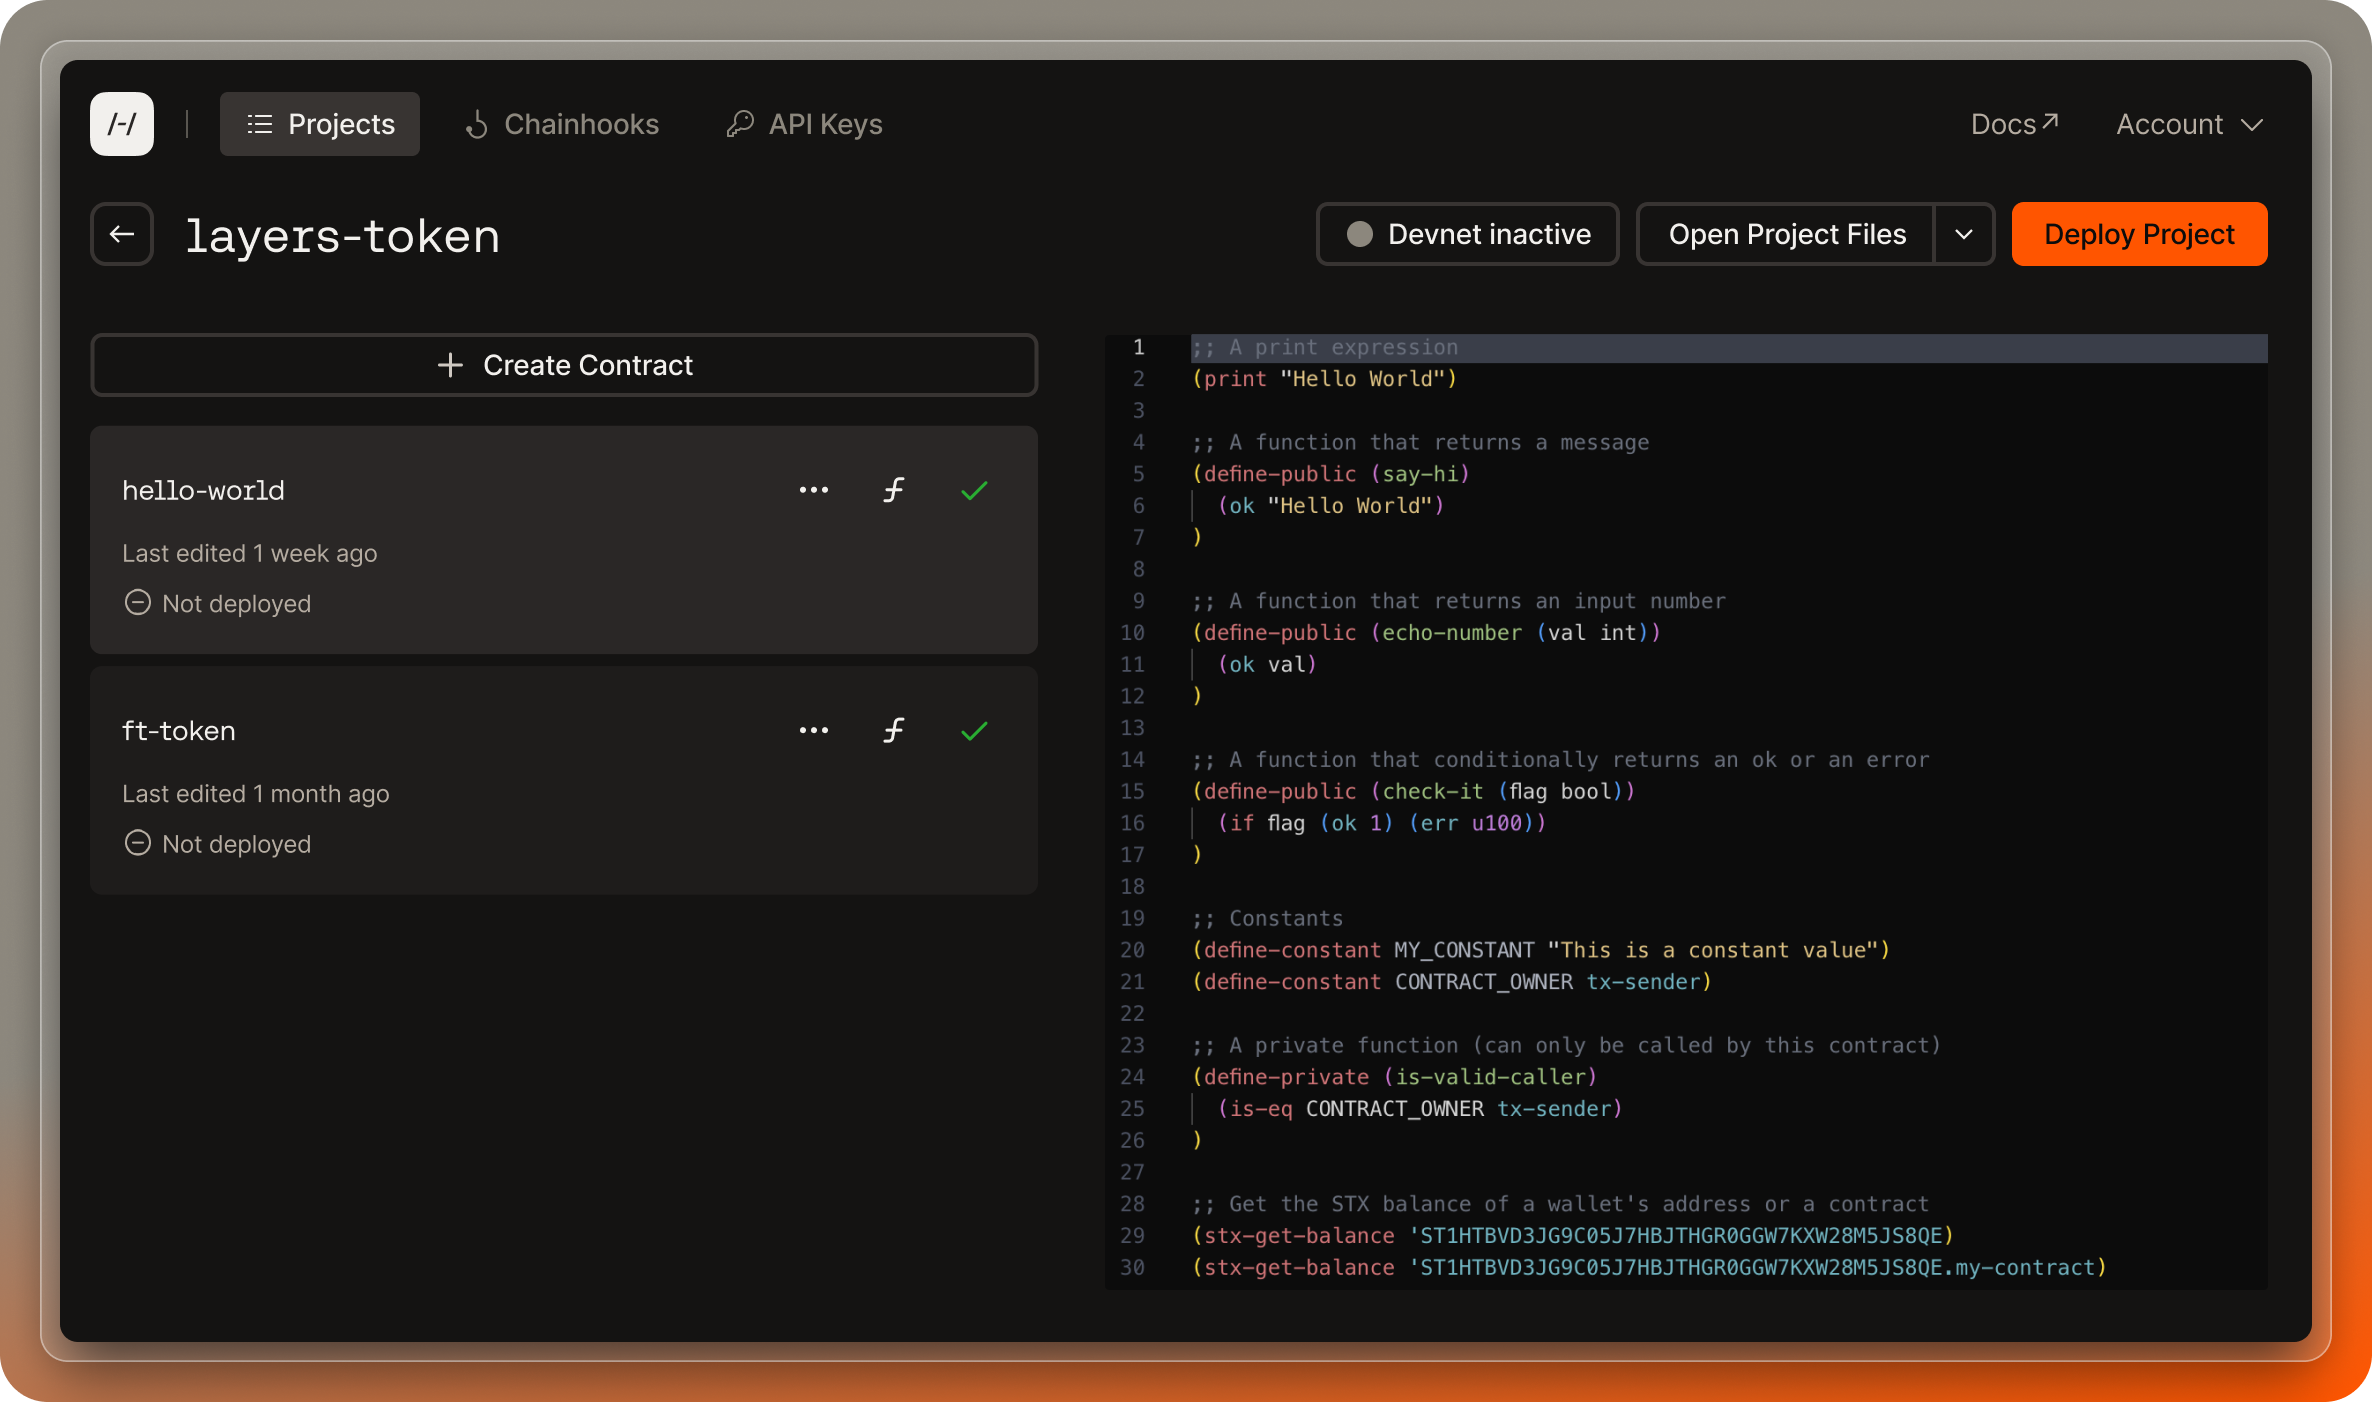 /-/
Projects
Chainhooks
API Keys
Docs
Account
layers-token
Devnet inactive
Open Project Files
Deploy Project
Create Contract
hello-world
Last edited 1 week ago
Not deployed
ft-token
Last edited 1 month ago
Not deployed
1 ;; A print expression
2 (print "Hello World")
3
4 ;; A function that returns a message
5 (define-public (say-hi)
6 (ok "Hello World")
7 )
8
9 ;; A function that returns an input number
10 (define-public (echo-number (val int))
11 (ok val)
12 )
13
14 ;; A function that conditionally returns an ok or an error
15 (define-public (check-it (flag bool))
16 (if flag (ok 1) (err u100))
17 )
18
19 ;; Constants
20 (define-constant MY_CONSTANT "This is a constant value")
21 (define-constant CONTRACT_OWNER tx-sender)
22
23 ;; A private function (can only be called by this contract)
24 (define-private (is-valid-caller)
25 (is-eq CONTRACT_OWNER tx-sender)
26 )
27
28 ;; Get the STX balance of a wallet's address or a contract
29 (stx-get-balance 'ST1HTBVD3JG9C05J7HBJTHGR0GGW7KXW28M5JS8QE)
30 (stx-get-balance 'ST1HTBVD3JG9C05J7HBJTHGR0GGW7KXW28M5JS8QE.my-contract)